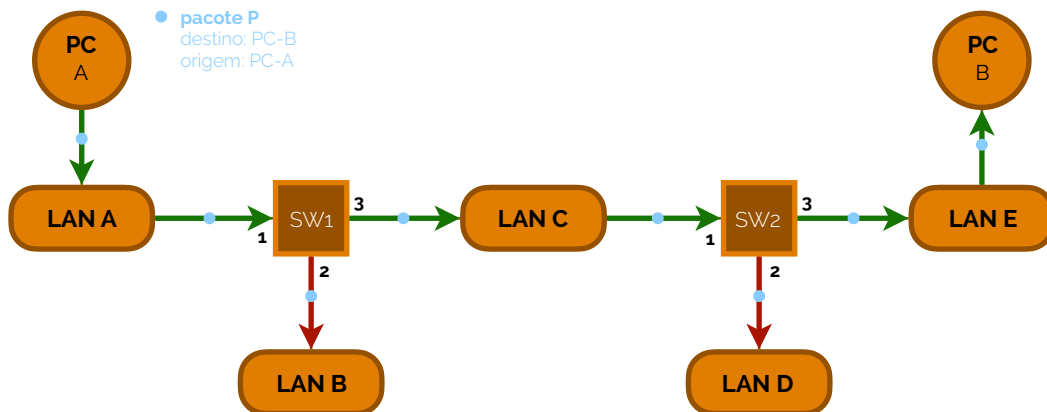 pacote P
destino: PC-B
origem: PC-A
PC
A
PC
B
LAN A
1
SW1
3
2
LAN C
1
SW2
3
2
LAN E
LAN B
LAN D